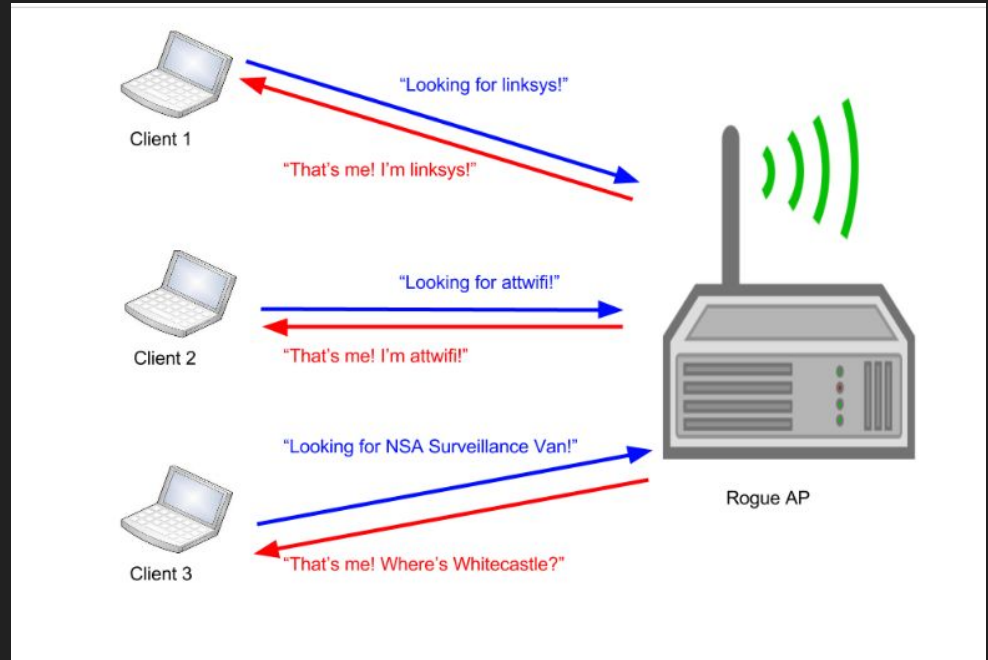 “Looking for linksys!”
Client 1
“That’s me! I’m linksys!”
“Looking for attwifi!”
“That’s me! I’m attwifi!”
Client 2
“Looking for NSA Surveillance Van!”
Rogue AP
“That’s me! Where’s Whitecastle?”
Client 3